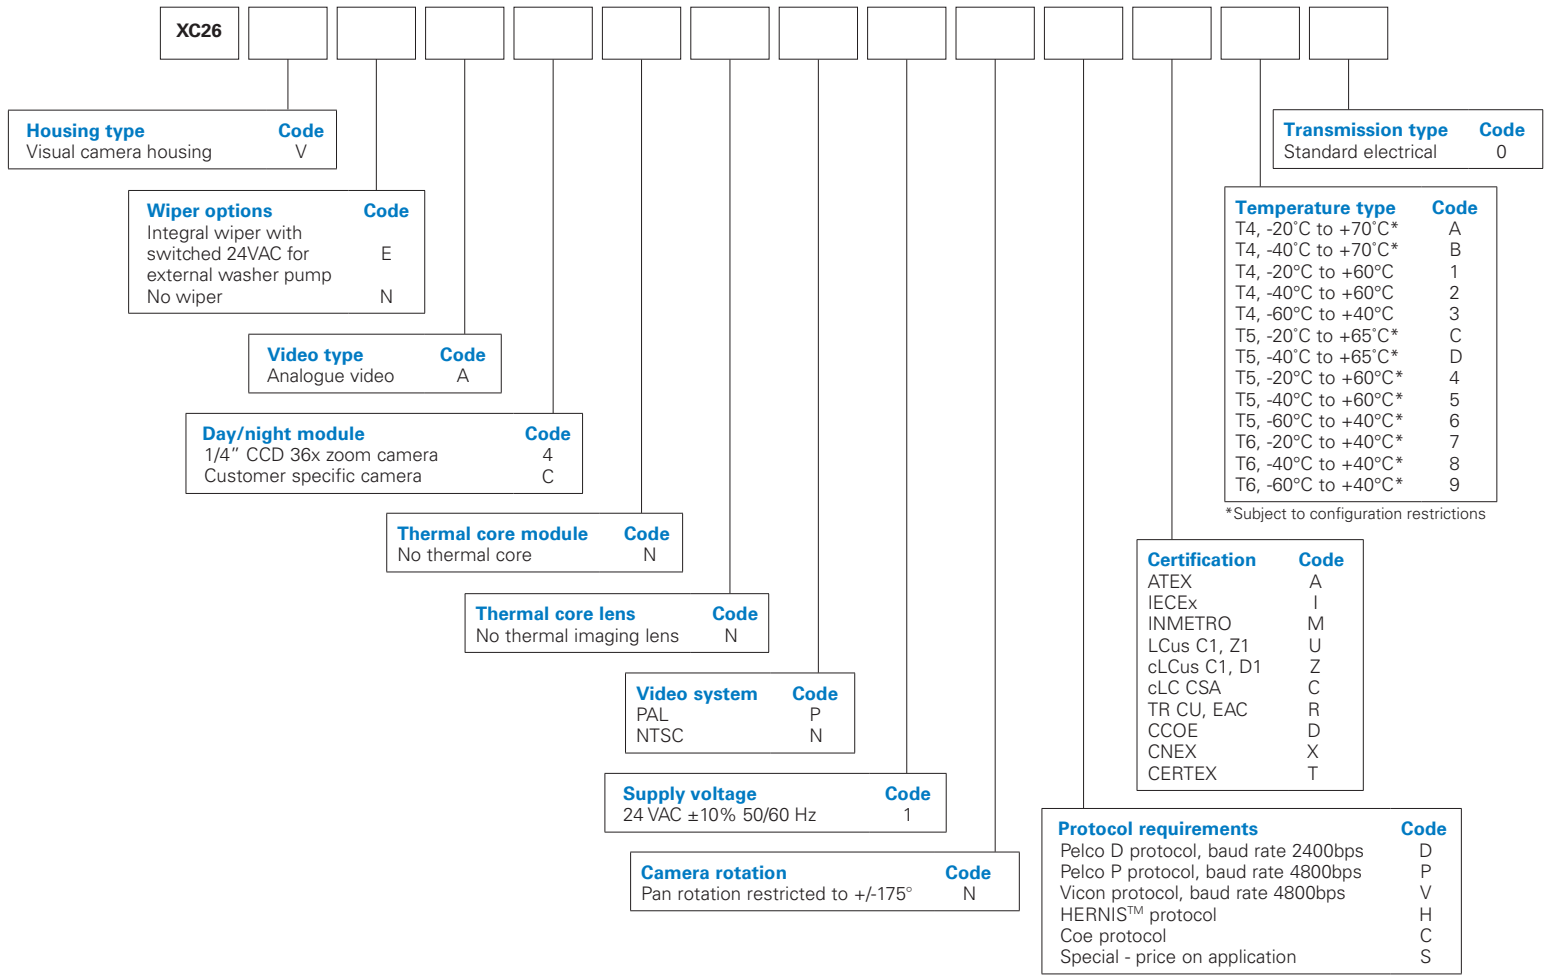 XC26
Housing type Code
Visual camera housing V
Wiper options Code
Integral wiper with
switched 24VAC for E
external washer pump
No wiper N
Video type Code
Analogue video A
Day/night module Code
1/4” CCD 36x zoom camera 4
Customer specific camera C
Thermal core module Code
No thermal core N
Thermal core lens Code
No thermal imaging lens N
Video system Code
PAL P
NTSC N
Supply voltage Code
24 VAC ±10% 50/60 Hz 1
Camera rotation Code
Pan rotation restricted to +/-175° N
Protocol requirements Code
Pelco D protocol, baud rate 2400bps D
Pelco P protocol, baud rate 4800bps P
Vicon protocol, baud rate 4800bps V
HERNIS™ protocol H
Coe protocol C
Special - price on application S
Certification Code
ATEX A
IECEx I
INMETRO M
LCus C1, Z1 U
cLCus C1, D1 Z
cLC CSA C
TR CU, EAC R
CCOE D
CNEX X
CERTEX T
Temperature type Code
T4, -20˚C to +70˚C* A
T4, -40˚C to +70˚C* B
T4, -20°C to +60°C 1
T4, -40°C to +60°C 2
T4, -60°C to +40°C 3
T5, -20˚C to +65˚C* C
T5, -40˚C to +65˚C* D
T5, -20°C to +60°C* 4
T5, -40°C to +60°C* 5
T5, -60°C to +40°C 6
T6, -20°C to +40°C* 7
T6, -40°C to +40°C* 8
T6, -60°C to +40°C* 9
*Subject to configuration restrictions
Transmission type Code
Standard electrical 0